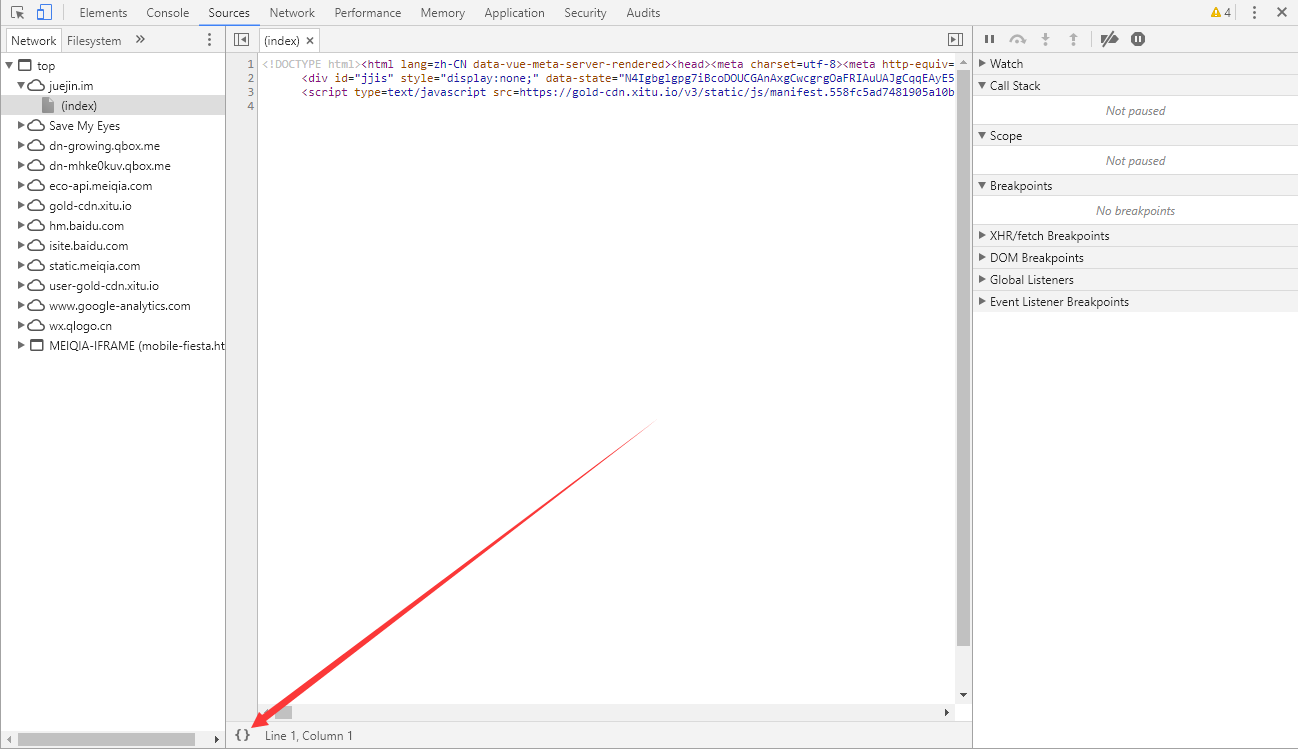 Elements Console Sources Network Performance Memory Application Security Audits 4
Network Filesystem »
(index) ×
top
juejin.im
(index)
Save My Eyes
dn-growing.qbox.me
dn-mhke0kuv.qbox.me
eco-api.meiqia.com
gold-cdn.xitu.io
hm.baidu.com
isite.baidu.com
static.meiqia.com
user-gold-cdn.xitu.io
www.google-analytics.com
wx.qlogo.cn
MEIQIA-IFRAME (mobile-fiesta.ht
1 <!DOCTYPE html><html lang=zh-CN data-vue-meta-server-rendered><head><meta charset=utf-8><meta http-equiv=
2 <div id="jjis" style="display:none;" data-state="N4Igbglgpg7iBcoDOUCGAnAxgCwcgrgOaFRIAuUAJgCqqEAyE5
3 <script type=text/javascript src=https://gold-cdn.xitu.io/v3/static/js/manifest.558fc5ad7481905a10b
4
{} Line 1, Column 1
Watch
Call Stack
Not paused
Scope
Not paused
Breakpoints
No breakpoints
XHR/fetch Breakpoints
DOM Breakpoints
Global Listeners
Event Listener Breakpoints